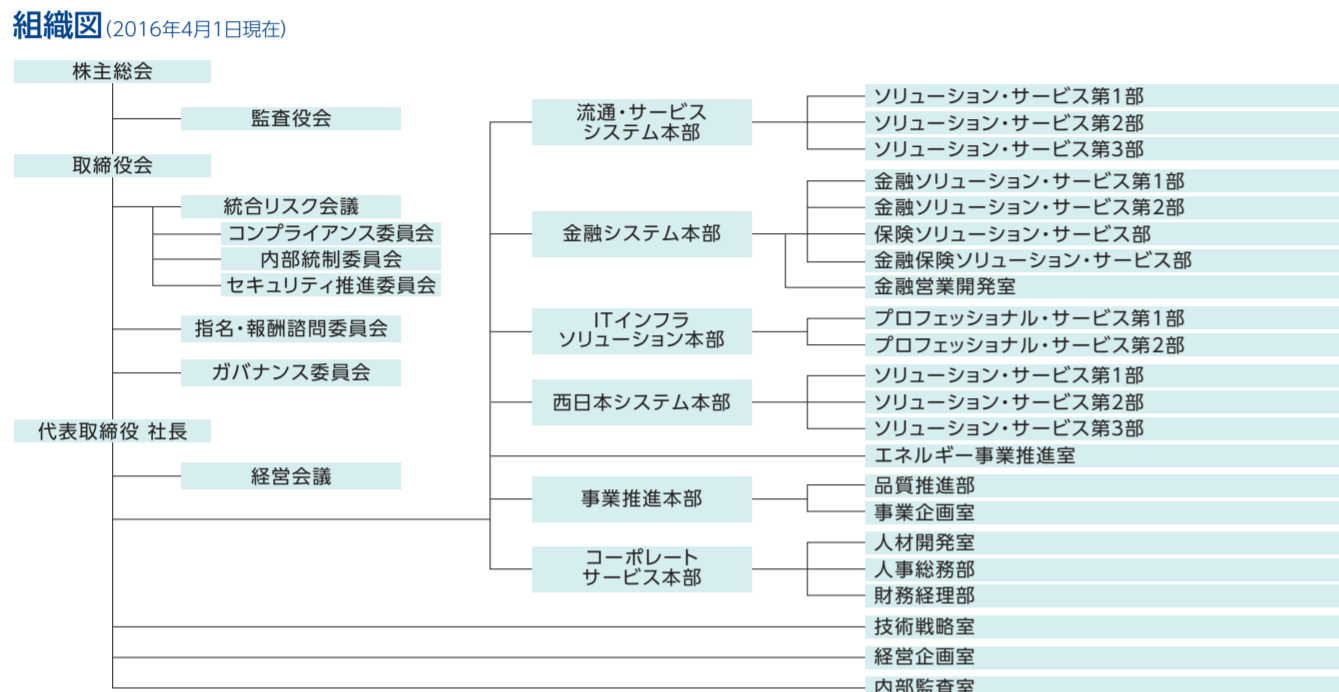 組織図(2016年4月1日現在)
株主総会
監査役会
取締役会
統合リスク会議
コンプライアンス委員会
内部統制委員会
セキュリティ推進委員会
指名・報酬諮問委員会
ガバナンス委員会
代表取締役 社長
経営会議
流通・サービス
システム本部
ソリューション・サービス第1部
ソリューション・サービス第2部
ソリューション・サービス第3部
金融システム本部
金融ソリューション・サービス第1部
金融ソリューション・サービス第2部
保険ソリューション・サービス部
金融保険ソリューション・サービス部
金融営業開発室
ITインフラ
ソリューション本部
プロフェッショナル・サービス第1部
プロフェッショナル・サービス第2部
西日本システム本部
ソリューション・サービス第1部
ソリューション・サービス第2部
ソリューション・サービス第3部
エネルギー事業推進室
事業推進本部
品質推進部
事業企画室
コーポレート
サービス本部
人材開発室
人事総務部
財務経理部
技術戦略室
経営企画室
内部監査室